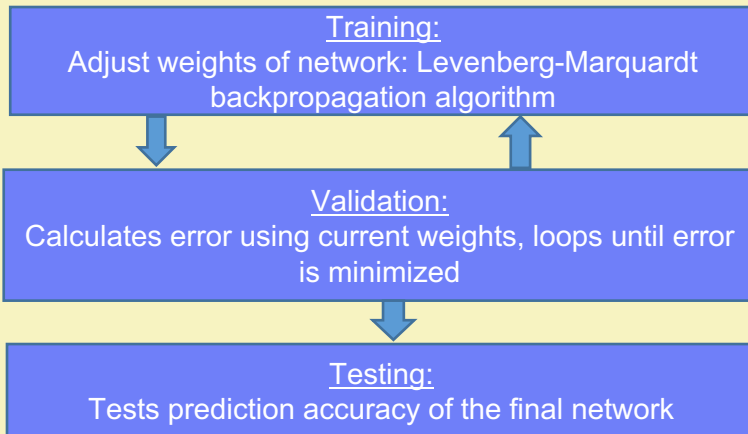 Training:
Adjust weights of network: Levenberg-Marquardt
backpropagation algorithm
Validation:
Calculates error using current weights, loops until error
is minimized
Testing:
Tests prediction accuracy of the final network